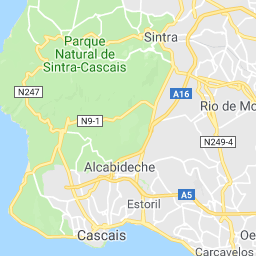 Parque
Natural de
Sintra-Cascais
Sintra
N247
A16
Rio de Mo
N9-1
N249-4
Alcabideche
A5
Estoril
Cascais
Oe
Carcavelos